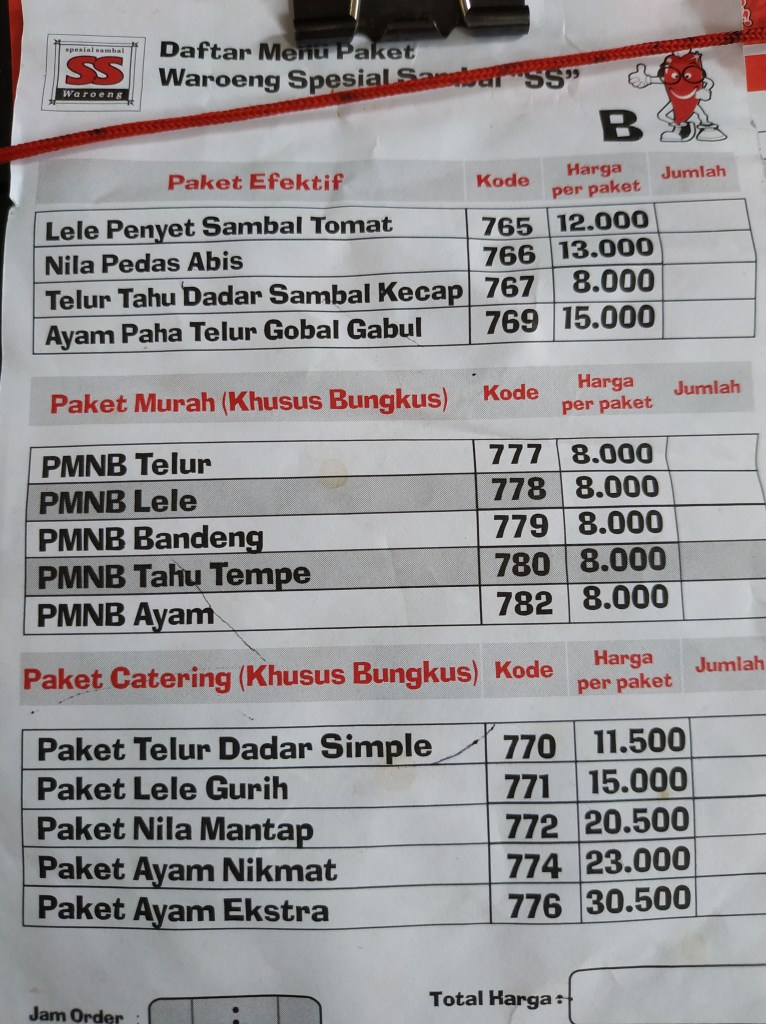 spesial sambal
SS
Waroeng
Daftar Menu Paket
Waroeng Spesial Sambal "SS"
B
Paket Efektif Kode Harga per paket Jumlah
Lele Penyet Sambal Tomat 765 12.000
Nila Pedas Abis 766 13.000
Telur Tahu Dadar Sambal Kecap 767 8.000
Ayam Paha Telur Gobal Gabul 769 15.000
Paket Murah (Khusus Bungkus) Kode Harga per paket Jumlah
PMNB Telur 777 8.000
PMNB Lele 778 8.000
PMNB Bandeng 779 8.000
PMNB Tahu Tempe 780 8.000
PMNB Ayam 782 8.000
Paket Catering (Khusus Bungkus) Kode Harga per paket Jumlah
Paket Telur Dadar Simple 770 11.500
Paket Lele Gurih 771 15.000
Paket Nila Mantap 772 20.500
Paket Ayam Nikmat 774 23.000
Paket Ayam Ekstra 776 30.500
Total Harga :
Jam Order : :